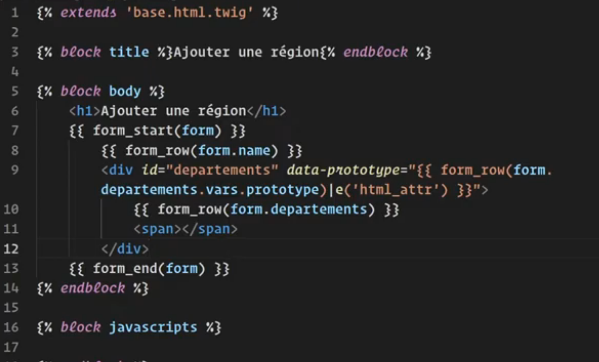 1 {% extends 'base.html.twig' %}
2
3 {% block title %}Ajouter une région{% endblock %}
4
5 {% block body %}
6 <h1>Ajouter une région</h1>
7 {{ form_start(form) }}
8 {{ form_row(form.name) }}
9 <div id="departements" data-prototype="{{ form_row(form.
departements.vars.prototype)|e('html_attr') }}">
10 {{ form_row(form.departements) }}
11 <span></span>
12 </div>
13 {{ form_end(form) }}
14 {% endblock %}
15
16 {% block javascripts %}
17